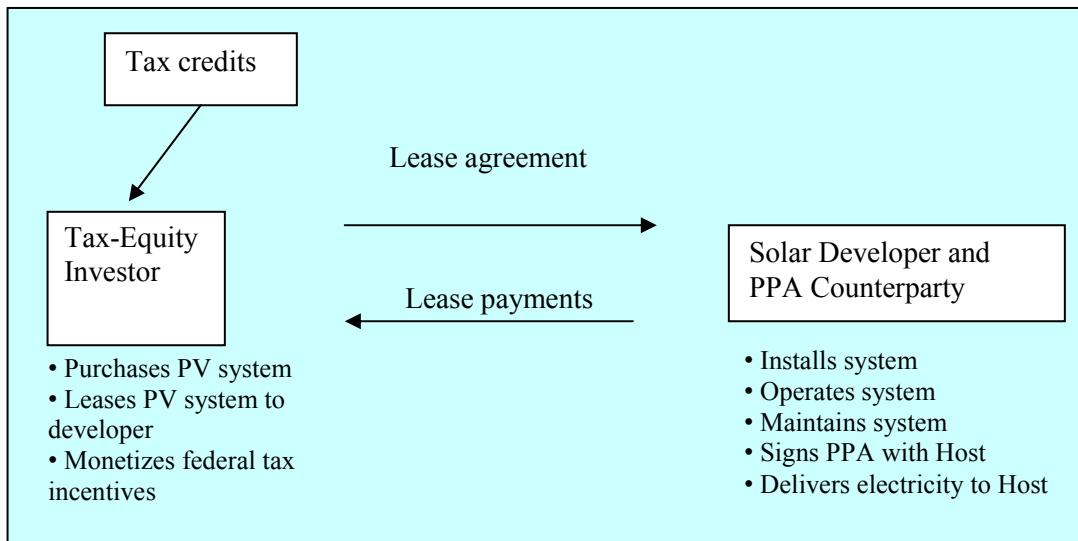 Tax credits
Lease agreement
Tax-Equity
Investor
Solar Developer and
PPA Counterparty
Lease payments
• Purchases PV system
• Leases PV system to
developer
• Monetizes federal tax
incentives
• Installs system
• Operates system
• Maintains system
• Signs PPA with Host
• Delivers electricity to Host